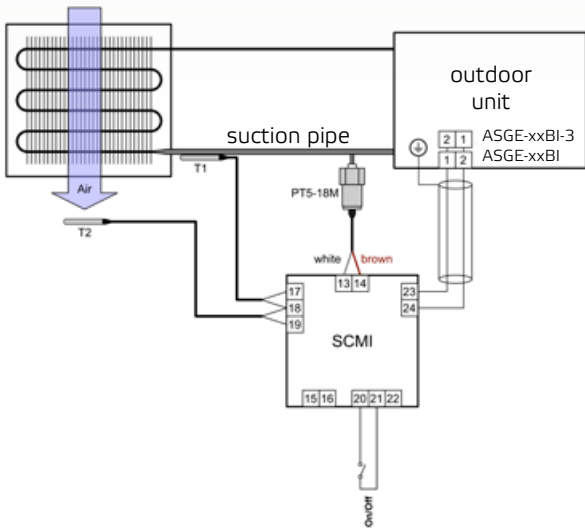 outdoor
unit
2 1 ASGE-xxBI-3
1 2 ASGE-xxBI
suction pipe
T1
Air
PT5-18M
T2
white brown
13 14
17
18
19
23
24
SCMI
15 16 20 21 22
On/Off